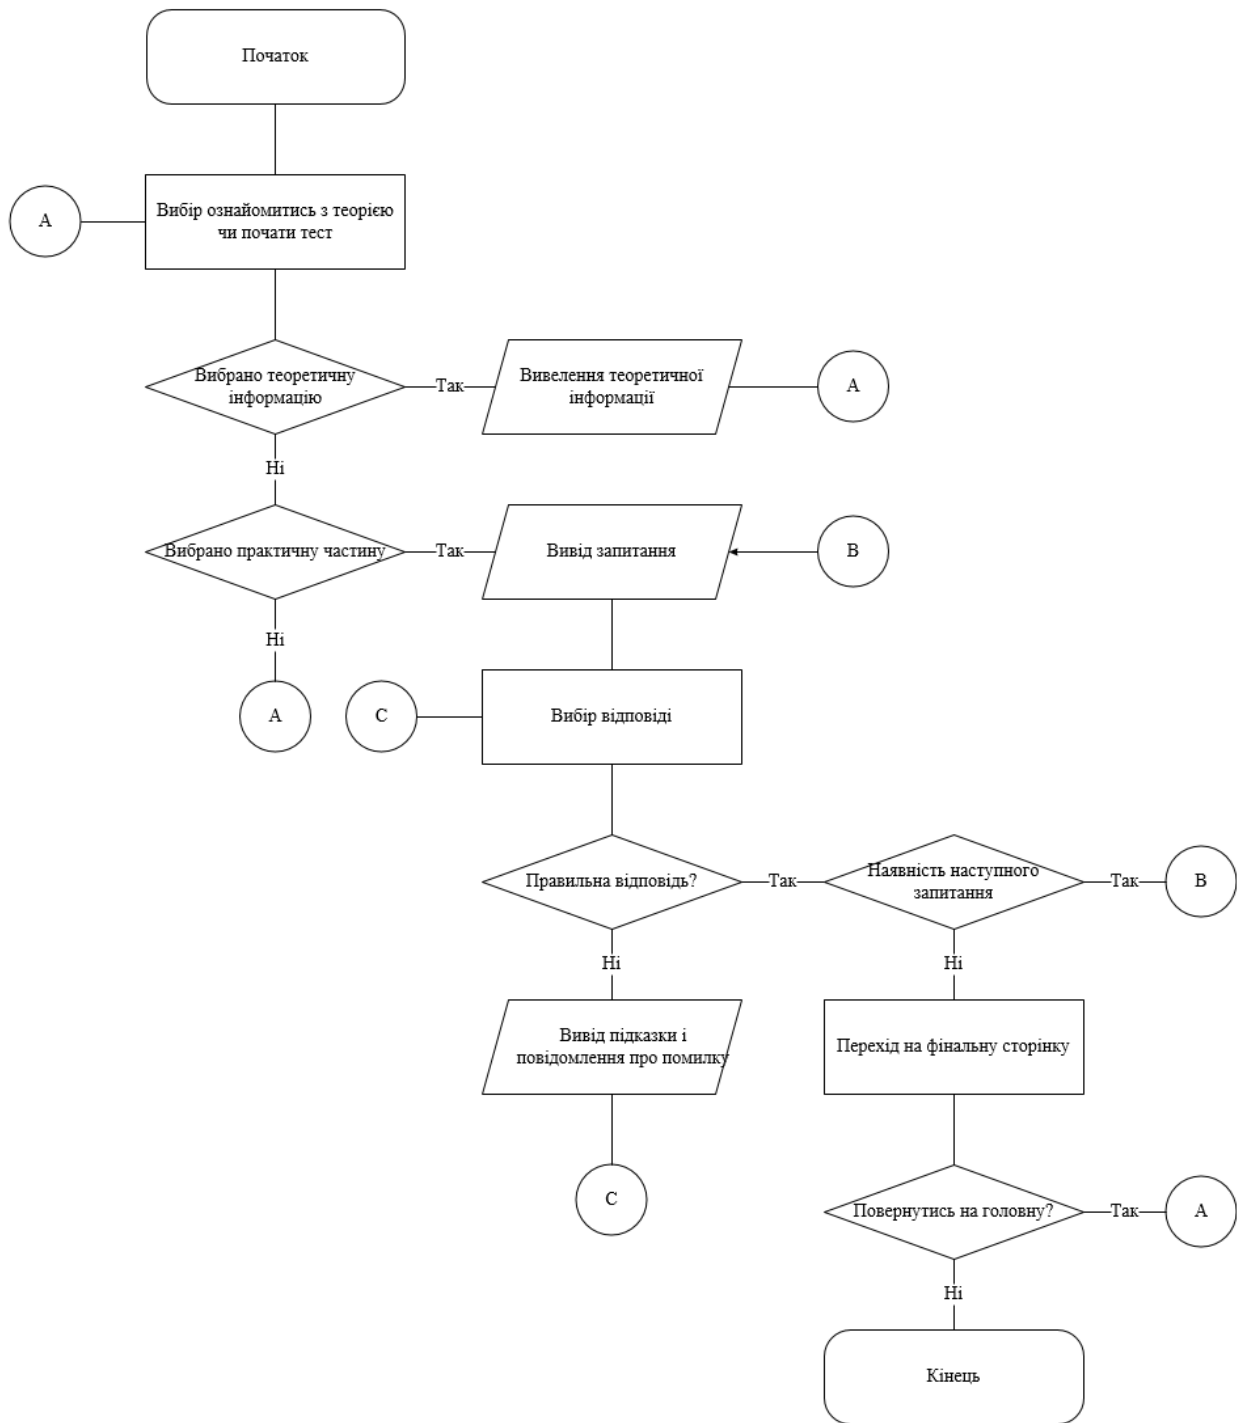 Початок
А
Вибір ознайомитись з теорією
чи почати тест
Вибрано теоретичну
інформацію
Так
Вивелення теоретичної
інформації
А
Ні
Вибрано практичну частину
Так
Вивід запитання
В
Ні
А
С
Вибір відповіді
Правильна відповідь?
Так
Наявність наступного
запитання
Так
В
Ні
Ні
Вивід підказки і
повідомлення про помилку
Перехід на фінальну сторінку
С
Повернутись на головну?
Так
А
Ні
Кінець